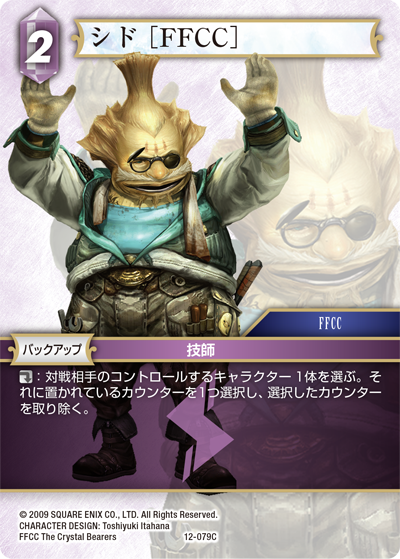 2
シド [FFCC]
FFCC
バックアップ
技師
：対戦相手のコントロールするキャラクター 1体を選ぶ。そ
れに置かれているカウンターを1つ選択し、選択したカウンター
を取り除く。
© 2009 SQUARE ENIX CO., LTD. All Rights Reserved.
CHARACTER DESIGN: Toshiyuki Itahana
FFCC The Crystal Bearers
12-079C